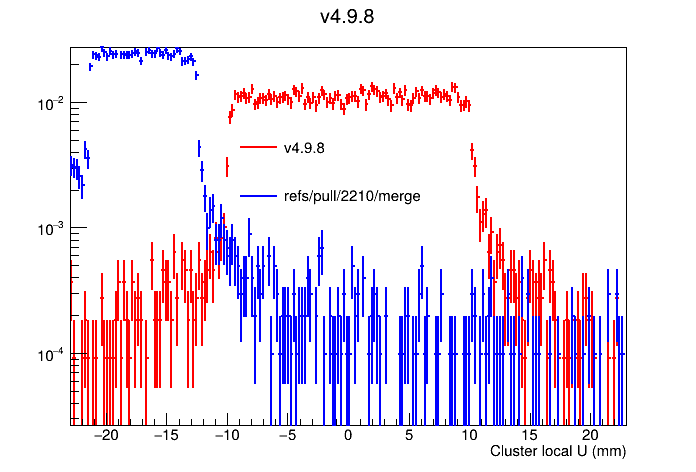 v4.9.8
10⁻²
v4.9.8
refs/pull/2210/merge
10⁻³
10⁻⁴
−20 −15 −10 −5 0 5 10 15 20
Cluster local U (mm)